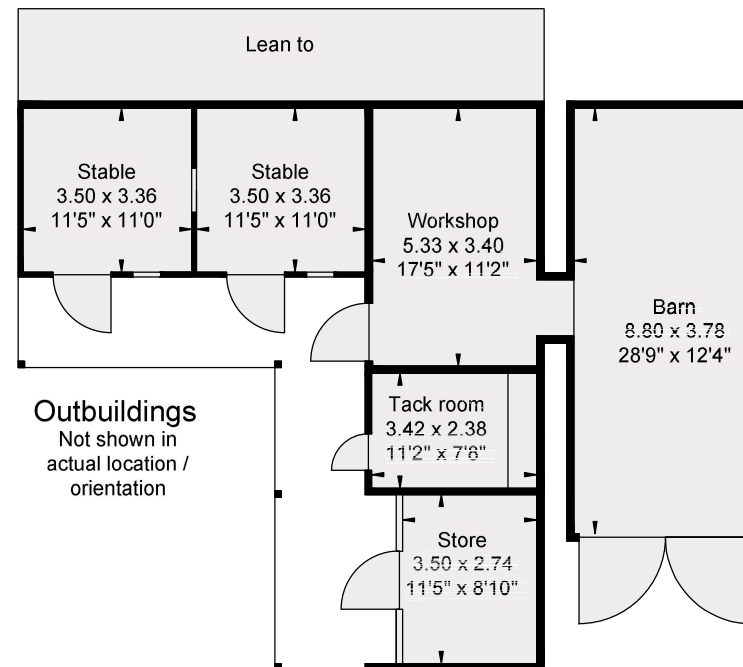 Lean to
Stable
3.50 x 3.36
11'5" x 11'0"
Stable
3.50 x 3.36
11'5" x 11'0"
Workshop
5.33 x 3.40
17'5" x 11'2"
Barn
8.80 x 3.78
28'9" x 12'4"
Outbuildings
Not shown in
actual location /
orientation
Tack room
3.42 x 2.38
11'2" x 7'8"
Store
3.50 x 2.74
11'5" x 8'10"